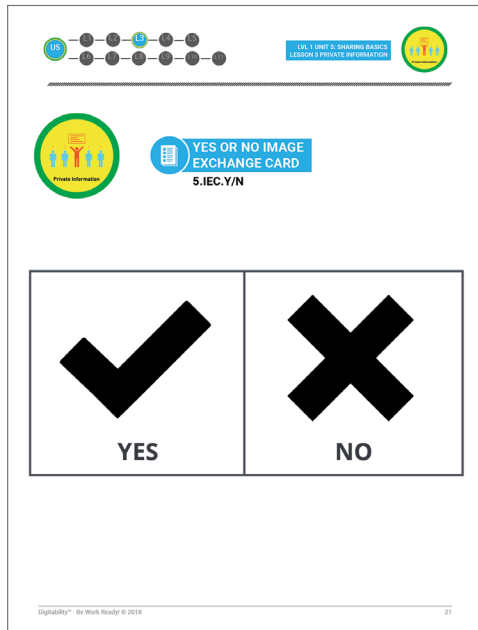 U5
L1
L2
L3
L4
L5
L6
L7
L8
L9
L10
L11
LVL 1 UNIT 5: SHARING BASICS
LESSON 3 PRIVATE INFORMATION
Private Information
YES OR NO IMAGE
EXCHANGE CARD
5.IEC.Y/N
YES
NO
Digitability™ - Be Work Ready! © 2018
21